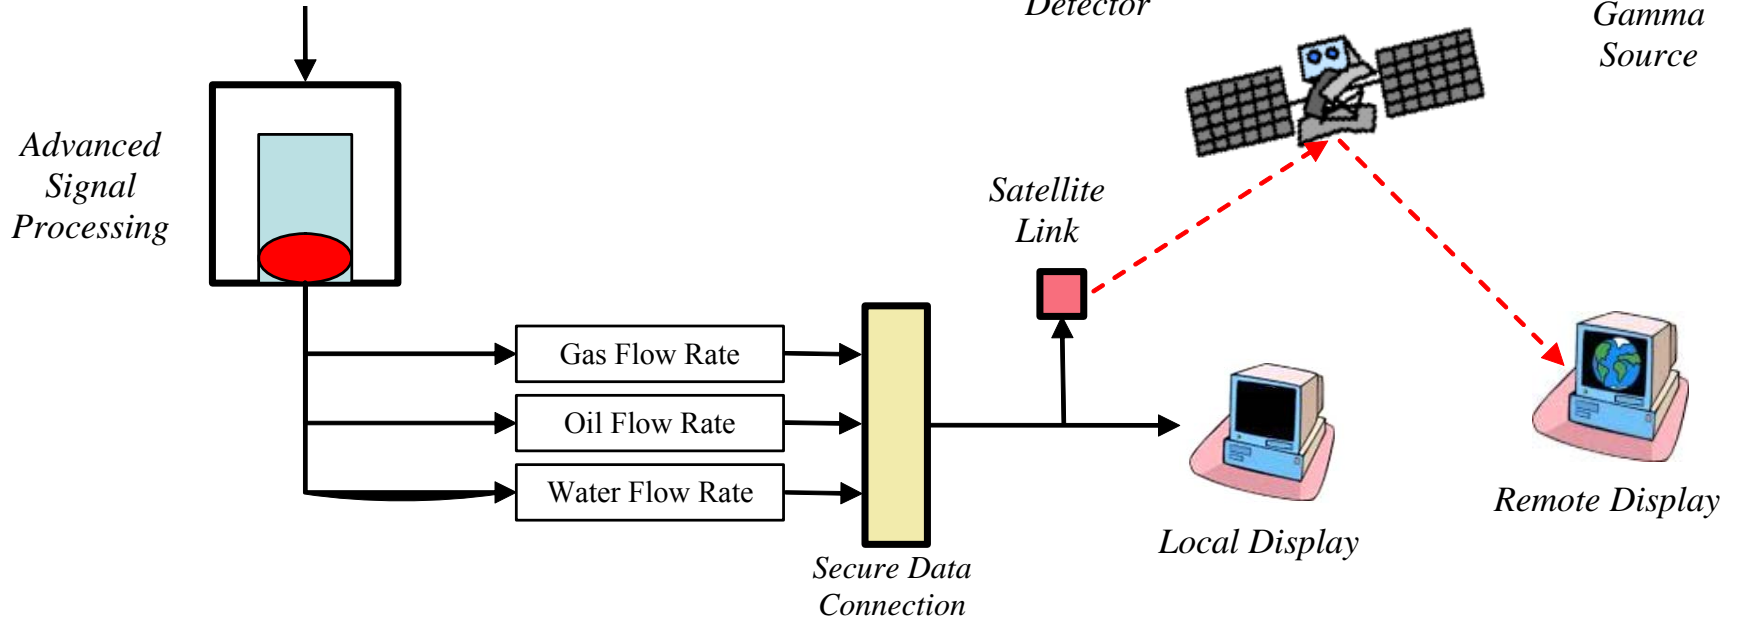 Detector
Gamma
Source
Advanced
Signal
Processing
Satellite
Link
Gas Flow Rate
Oil Flow Rate
Water Flow Rate
Remote Display
Local Display
Secure Data
Connection